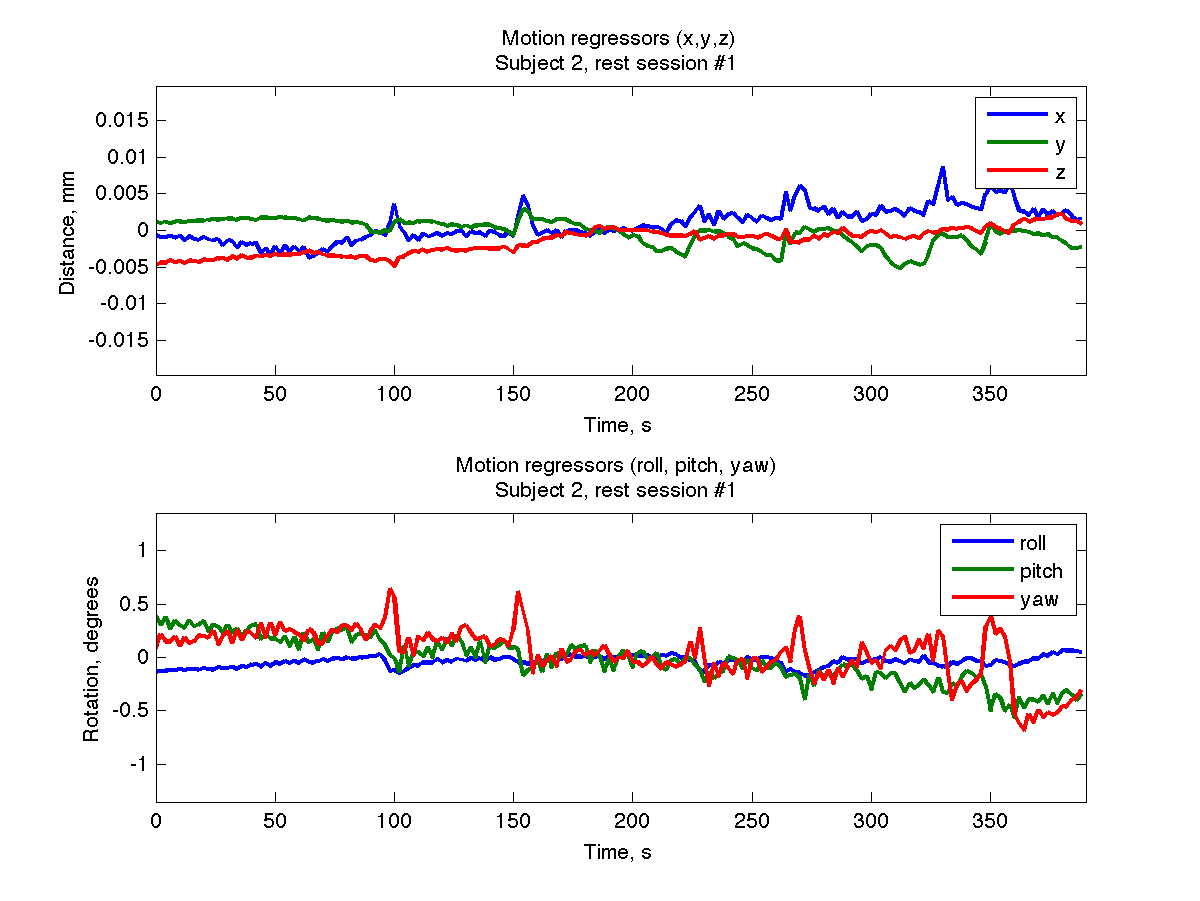 Motion regressors (x,y,z)
Subject 2, rest session #1
0.015
0.01
0.005
0
-0.005
-0.01
-0.015
Distance, mm
x
y
z
0 50 100 150 200 250 300 350
Time, s
Motion regressors (roll, pitch, yaw)
Subject 2, rest session #1
1
0.5
0
-0.5
-1
Rotation, degrees
roll
pitch
yaw
0 50 100 150 200 250 300 350
Time, s